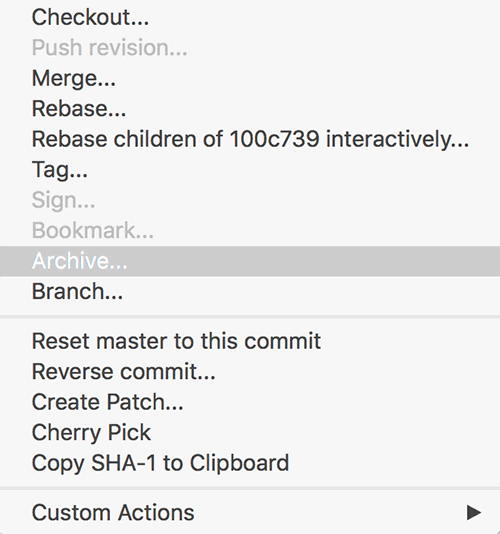 Checkout...
Push revision...
Merge...
Rebase...
Rebase children of 100c739 interactively...
Tag...
Sign...
Bookmark...
Archive...
Branch...
Reset master to this commit
Reverse commit...
Create Patch...
Cherry Pick
Copy SHA-1 to Clipboard
Custom Actions